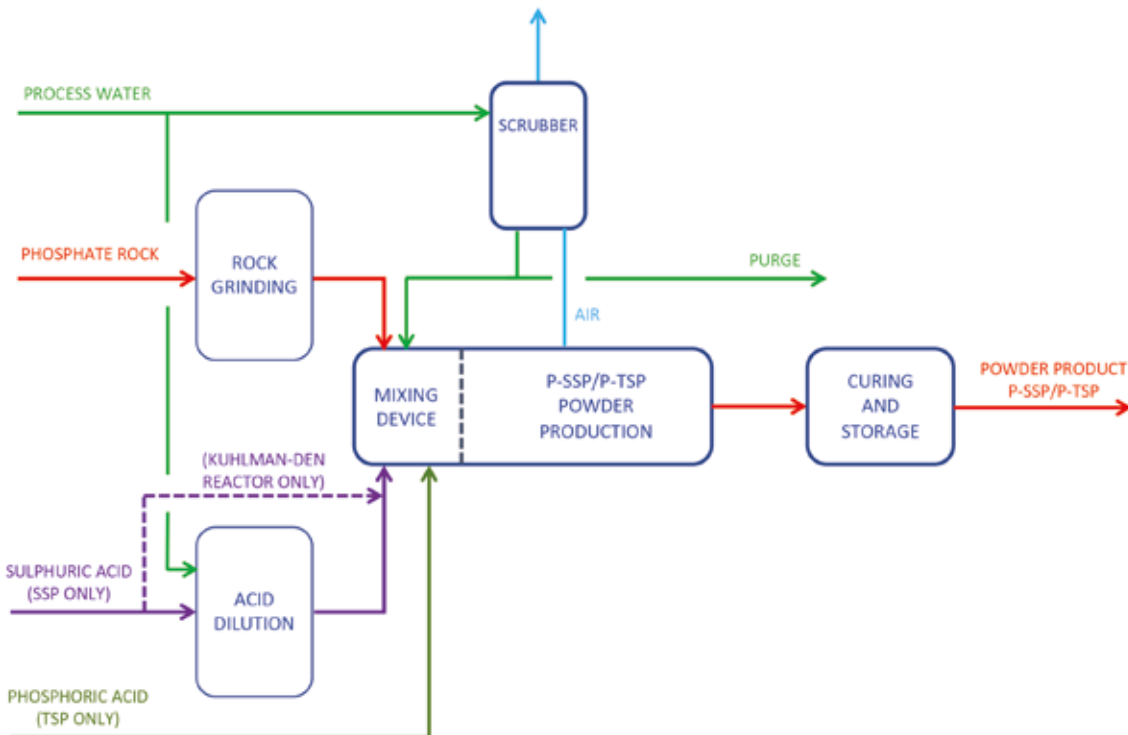 PROCESS WATER
SCRUBBER
PHOSPHATE ROCK
ROCK
GRINDING
PURGE
AIR
MIXING
DEVICE
P-SSP/P-TSP
POWDER
PRODUCTION
CURING
AND
STORAGE
POWDER PRODUCT
P-SSP/P-TSP
(KUHLMAN-DEN
REACTOR ONLY)
SULPHURIC ACID
(SSP ONLY)
ACID
DILUTION
PHOSPHORIC ACID
(TSP ONLY)